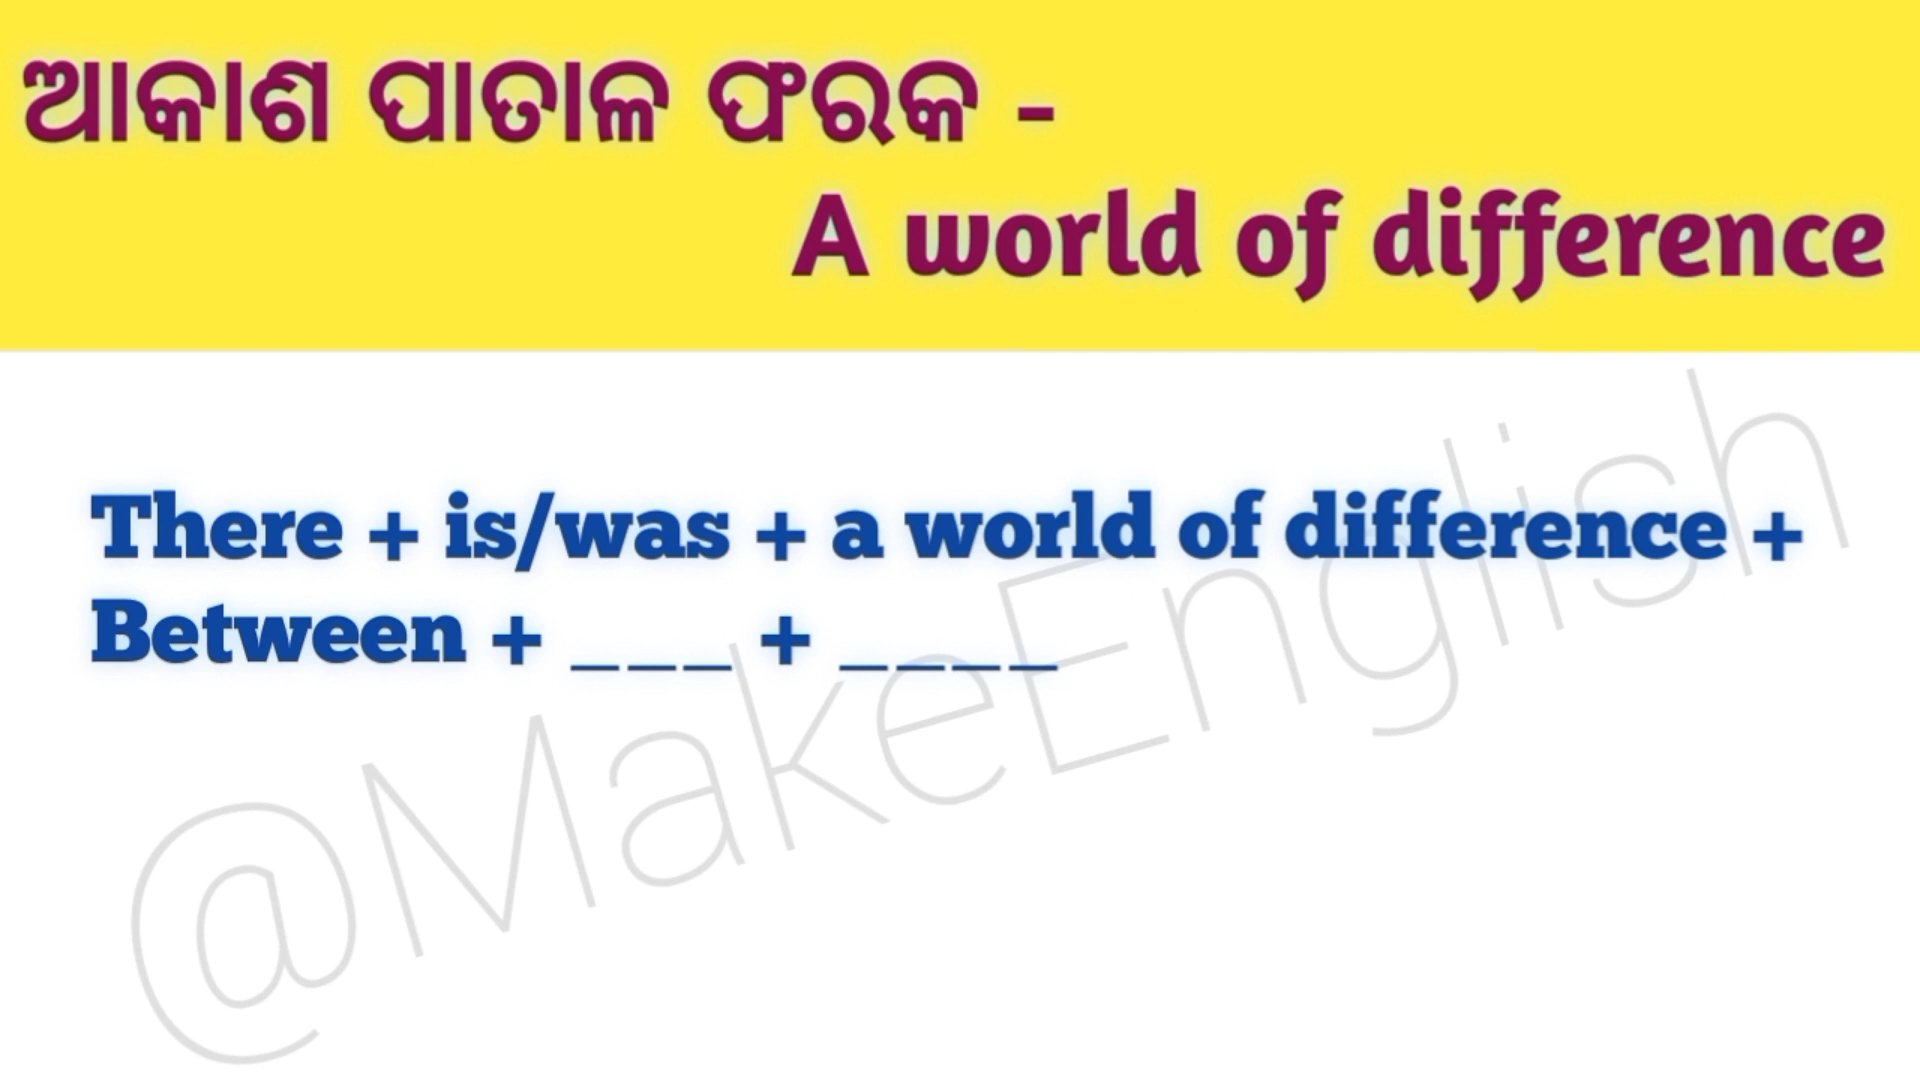 ଆକାଶ ପାତାଳ ଫରକ -
A world of difference
There + is/was + a world of difference +
Between + ___ + ____
@MakeEnglish